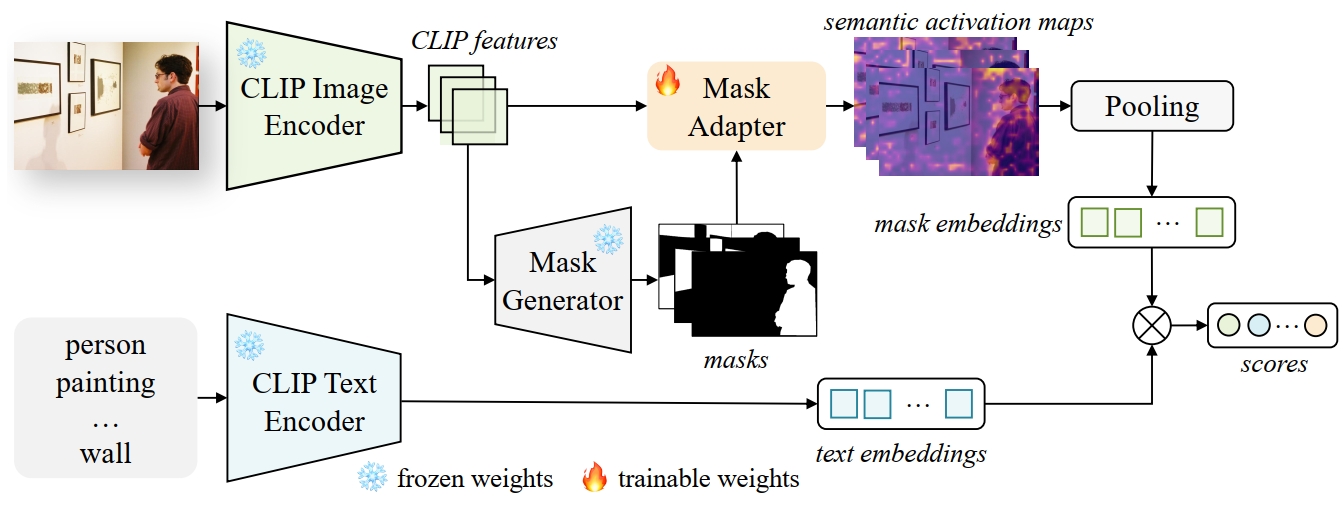 semantic activation maps
CLIP features
CLIP Image
Encoder
Mask
Adapter
Pooling
mask embeddings
...
Mask
Generator
masks
person
painting
...
wall
CLIP Text
Encoder
...
scores
...
text embeddings
frozen weights
trainable weights